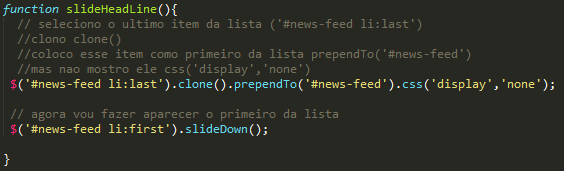 function slideHeadLine(){
// seleciono o ultimo item da lista ('#news-feed li:last')
//clono clone()
//coloco esse item como primeiro da lista prependTo('#news-feed')
//mas nao mostro ele css('display','none')
$('#news-feed li:last').clone().prependTo('#news-feed').css('display','none');
// agora vou fazer aparecer o primeiro da lista
$('#news-feed li:first').slideDown();
}